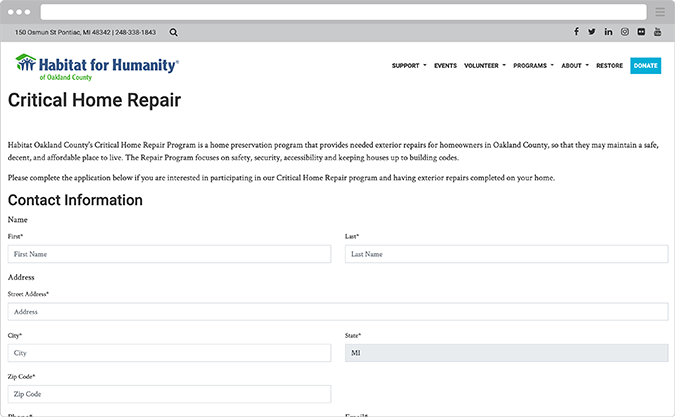 150 Osmun St Pontiac, MI 48342 | 248-338-1843
Habitat for Humanity®
of Oakland County
SUPPORT EVENTS VOLUNTEER PROGRAMS ABOUT RESTORE DONATE
Critical Home Repair
Habitat Oakland County's Critical Home Repair Program is a home preservation program that provides needed exterior repairs for homeowners in Oakland County, so that they may maintain a safe,
decent, and affordable place to live. The Repair Program focuses on safety, security, accessibility and keeping houses up to building codes.
Please complete the application below if you are interested in participating in our Critical Home Repair program and having exterior repairs completed on your home.
Contact Information
Name
First* Last*
First Name Last Name
Address
Street Address*
Address
City* State*
City MI
Zip Code*
Zip Code
Phone* Email*